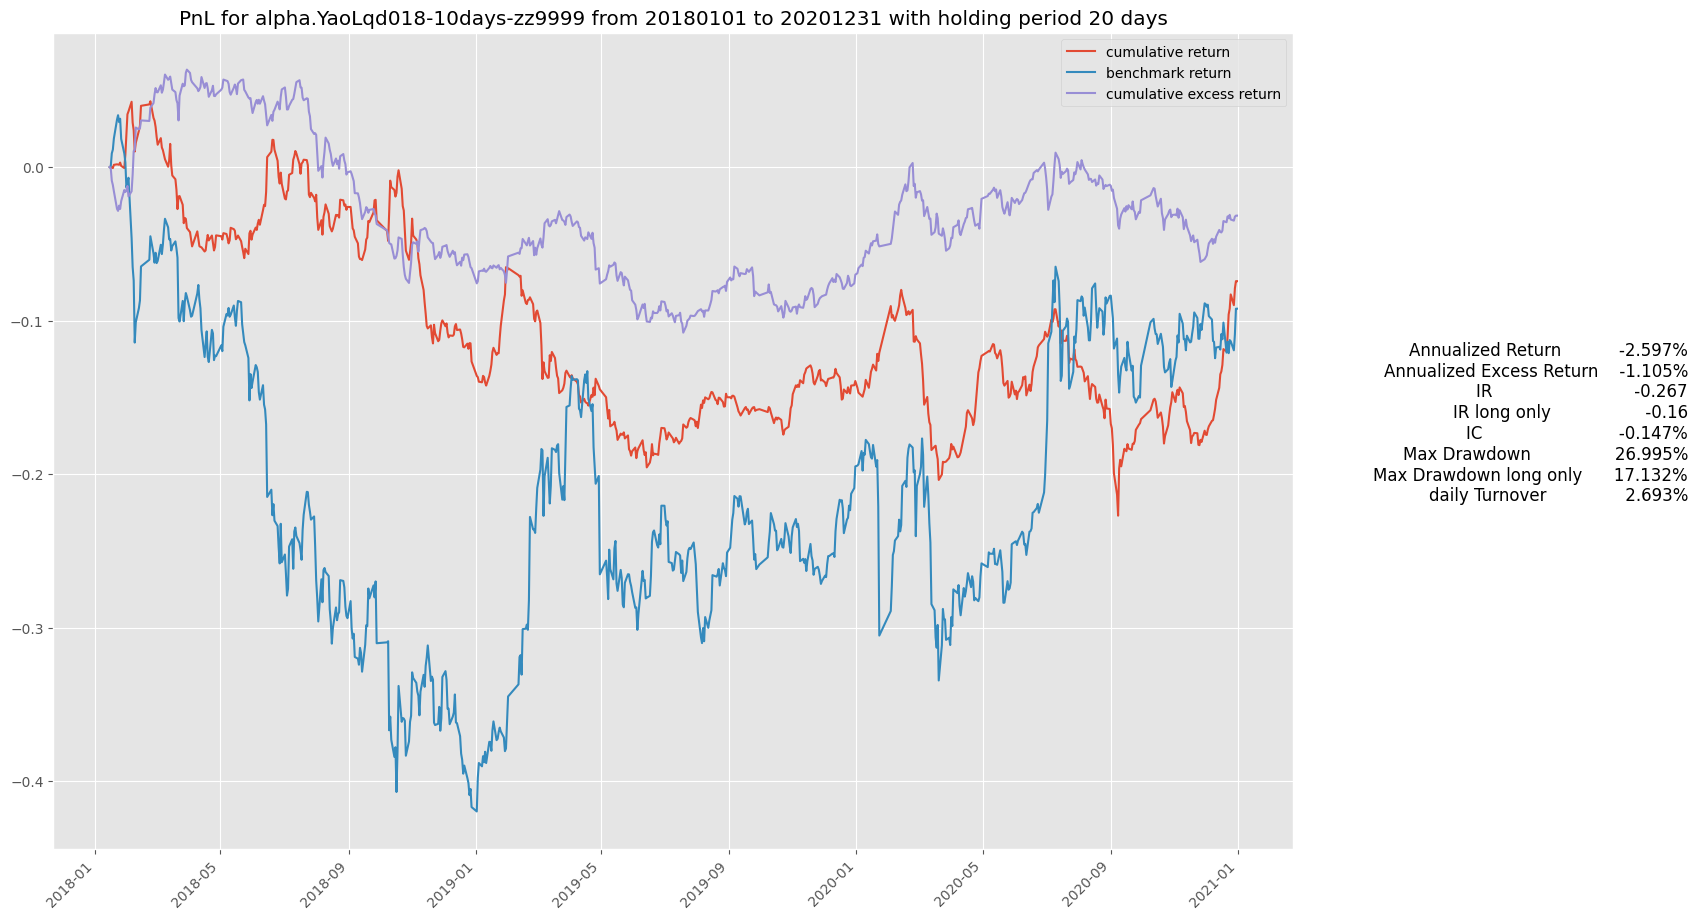 PnL for alpha.YaoLqd018-10days-zz9999 from 20180101 to 20201231 with holding period 20 days
cumulative return
benchmark return
cumulative excess return
0.0
−0.1
−0.2
−0.3
−0.4
2018-01
2018-05
2018-09
2019-01
2019-05
2019-09
2020-01
2020-05
2020-09
2021-01
Annualized Return -2.597%
Annualized Excess Return -1.105%
IR -0.267
IR long only -0.16
IC -0.147%
Max Drawdown 26.995%
Max Drawdown long only 17.132%
daily Turnover 2.693%